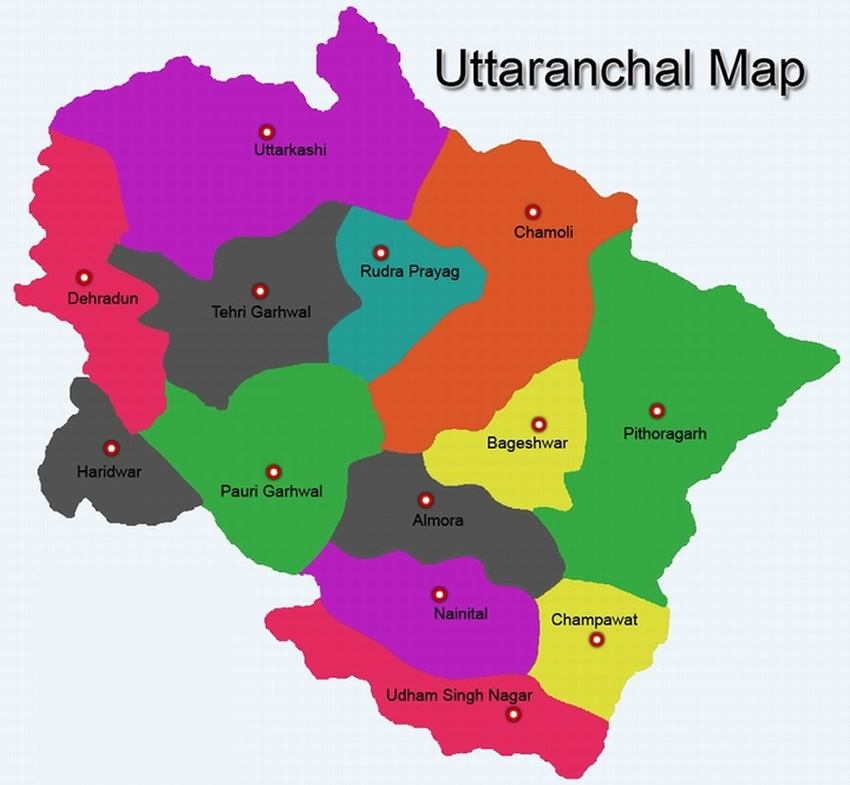 Uttaranchal Map
Uttarkashi
Chamoli
Rudra Prayag
Dehradun
Tehri Garhwal
Pithoragarh
Bageshwar
Haridwar
Pauri Garhwal
Almora
Nainital
Champawat
Udham Singh Nagar